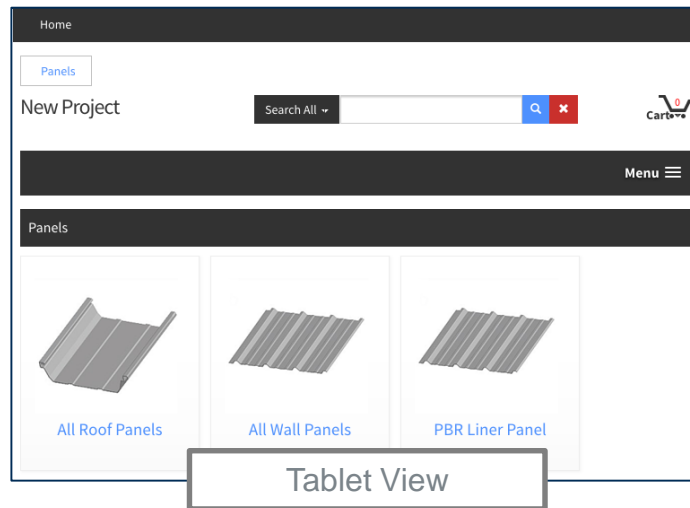 Home
Panels
New Project
Search All
0
Cart
Menu
Panels
All Roof Panels
All Wall Panels
PBR Liner Panel
Tablet View